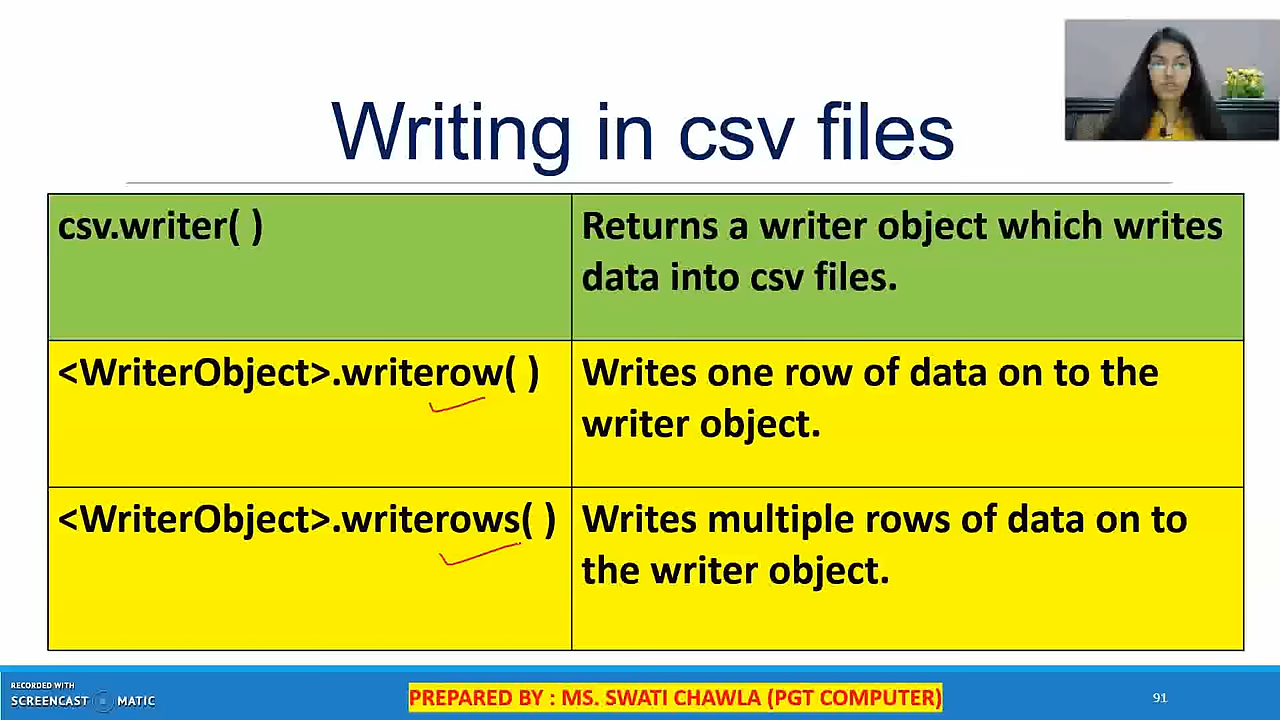 Writing in csv files
csv.writer( )
Returns a writer object which writes
data into csv files.
<WriterObject>.writerow( )
Writes one row of data on to the
writer object.
<WriterObject>.writerows( )
Writes multiple rows of data on to
the writer object.
RECORDED WITH
SCREENCAST MATIC
PREPARED BY : MS. SWATI CHAWLA (PGT COMPUTER)
91